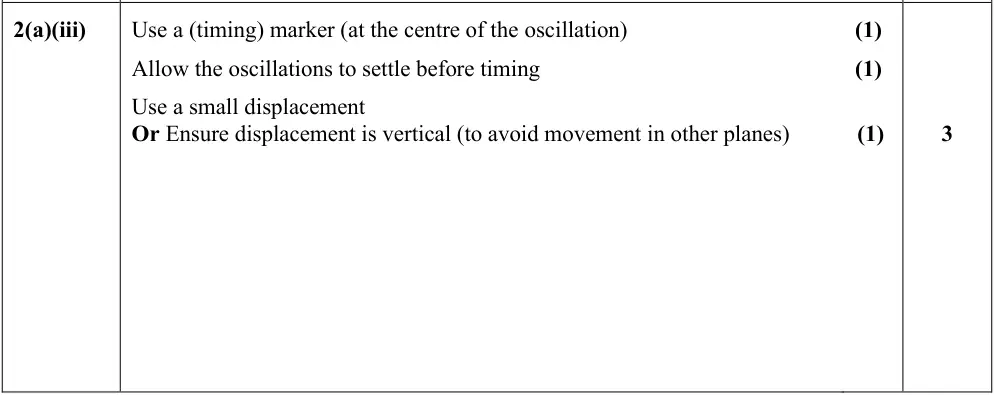 2(a)(iii) Use a (timing) marker (at the centre of the oscillation) (1)
Allow the oscillations to settle before timing (1)
Use a small displacement
Or Ensure displacement is vertical (to avoid movement in other planes) (1) 3